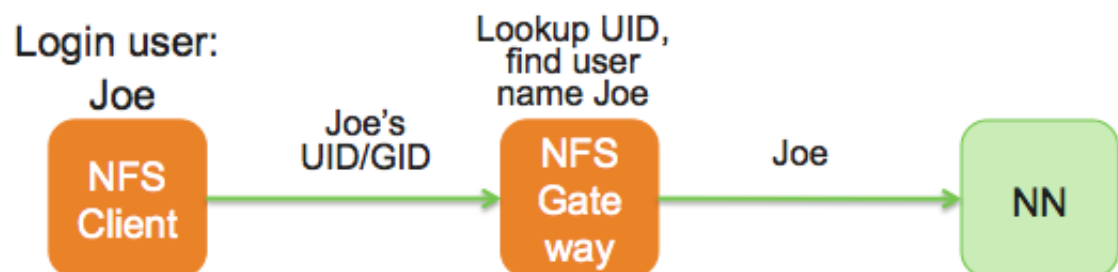 Login user:
Joe
NFS
Client
Joe's
UID/GID
Lookup UID,
find user
name Joe
NFS
Gate
way
Joe
NN